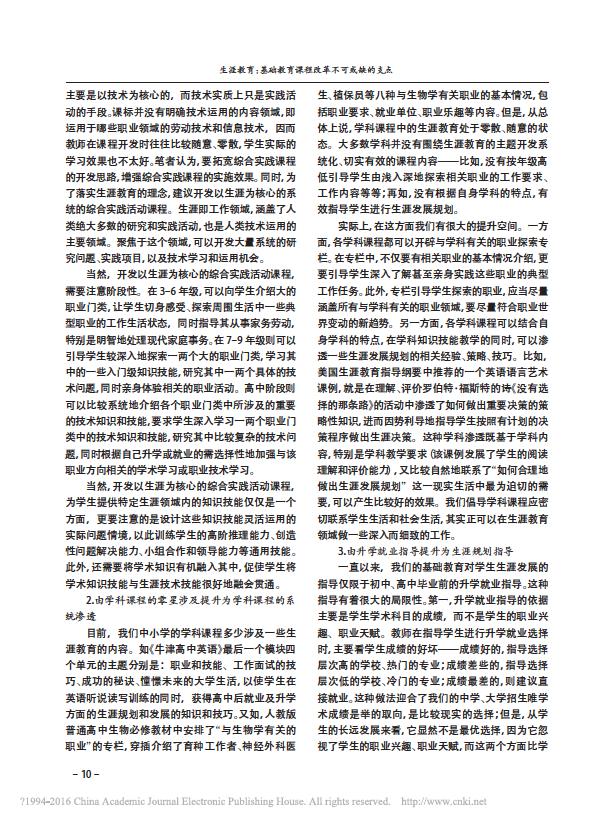 生涯教育:基础教育课程改革不可或缺的支点
主要是以技术为核心的，而技术实质上只是实践活
动的手段。课标并没有明确技术运用的内容领域,即
运用于哪些职业领域的劳动技术和信息技术，因而
教师在课程开发时往往比较随意、零散,学生实际的
学习效果也不太好。笔者认为,要拓宽综合实践课程
的开发思路,增强综合实践课程的实施效果。同时,为
了落实生涯教育的理念,建议开发以生涯为核心的系
统的综合实践活动课程。生涯即工作领域,涵盖了人
类绝大多数的研究和实践活动,也是人类技术运用的
主要领域。聚焦于这个领域,可以开发大量系统的研
究问题、实践项目,以及技术学习和运用机会。
当然，开发以生涯为核心的综合实践活动课程,
需要注意阶段性。在3-6年级,可以向学生介绍大的
职业门类,让学生切身感受、探索周围生活中一些典
型职业的工作生活状态，同时指导其从事家务劳动,
特别是明智地处理现代家庭事务。在7-9年级则可以
引导学生较深入地探索一两个大的职业门类,学习其
中的一些入门级知识技能,研究其中一两个具体的技
术问题,同时亲身体验相关的职业活动。高中阶段则
可以比较系统地介绍各个职业门类中所涉及的重要
的技术知识和技能,要求学生深入学习一两个职业门
类中的技术知识和技能,研究其中比较复杂的技术问
题,同时根据自己升学或就业的需选择性地加强与该
职业方向相关的学术学习或职业技术学习。
当然,开发以生涯为核心的综合实践活动课程,
为学生提供特定生涯领域内的知识技能仅仅是一个
方面，更要注意的是设计这些知识技能灵活运用的
实际问题情境,以此训练学生的高阶推理能力、创造
性问题解决能力、小组合作和领导能力等通用技能。
此外,还需要将学术知识有机融入其中,促使学生将
学术知识技能与生涯技术技能很好地融会贯通。
2.由学科课程的零星涉及提升为学科课程的系
统渗透
目前，我们中小学的学科课程多少涉及一些生
涯教育的内容。如《牛津高中英语》最后一个模块四
个单元的主题分别是：职业和技能、工作面试的技
巧、成功的秘诀、憧憬未来的大学生活,以使学生在
英语听说读写训练的同时，获得高中后就业及升学
方面的生涯规划和发展的知识和技巧。又如,人教版
普通高中生物必修教材中安排了“与生物学有关的
职业”的专栏,穿插介绍了育种工作者、神经外科医
生、植保员等八种与生物学有关职业的基本情况,包
括职业要求、就业单位、职业乐趣等内容。但是,从总
体上说,学科课程中的生涯教育处于零散、随意的状
态。大多数学科并没有围绕生涯教育的主题开发系
统化、切实有效的课程内容——比如,没有按年级高
低引导学生由浅入深地探索相关职业的工作要求、
工作内容等等;再如,没有根据自身学科的特点,有
效指导学生进行生涯发展规划。
实际上,在这方面我们有很大的提升空间。一方
面,各学科课程都可以开辟与学科有关的职业探索专
栏。在专栏中,不仅要有相关职业的基本情况介绍,更
要引导学生深入了解甚至亲身实践这些职业的典型
工作任务。此外,专栏引导学生探索的职业,应当尽量
涵盖所有与学科有关的职业领域,要尽量符合职业世
界变动的新趋势。另一方面,各学科课程可以结合自
身学科的特点,在学科知识技能教学的同时,可以渗
透一些生涯发展规划的相关经验、策略、技巧。比如,
美国生涯教育指导纲要中推荐的一个英语语言艺术
课例,就是在理解、评价罗伯特·福斯特的诗《没有选
择的那条路》的活动中渗透了如何做出重要决策的策
略性知识,进而因势利导地指导学生按照有计划的决
策程序做出生涯决策。这种学科渗透既基于学科内
容,特别是学科教学要求(该课例发展了学生的阅读
理解和评价能力),又比较自然地联系了“如何合理地
做出生涯发展规划”这一现实生活中最为迫切的需
要,可以产生比较好的效果。我们倡导学科课程应密
切联系学生生活和社会生活,其实正可以在生涯教育
领域做一些深入而细致的工作。
3.由升学就业指导提升为生涯规划指导
一直以来，我们的基础教育对学生生涯发展的
指导仅限于初中、高中毕业前的升学就业指导。这种
指导有着很大的局限性。第一,升学就业指导的依据
主要是学生学术科目的成绩，而不是学生的职业兴
趣、职业天赋。教师在指导学生进行升学就业选择
时,主要看学生成绩的好坏——成绩好的,指导选择
层次高的学校、热门的专业;成绩差些的,指导选择
层次低的学校、冷门的专业;成绩最差的,则建议直
接就业。这种做法迎合了我们的中学、大学招生唯学
术成绩是举的取向,是比较现实的选择;但是,从学
生的长远发展来看,它显然不是最优选择,因为它忽
视了学生的职业兴趣、职业天赋,而这两个方面比学
- 10 -
?1994-2016 China Academic Journal Electronic Publishing House. All rights reserved. http://www.cnki.net